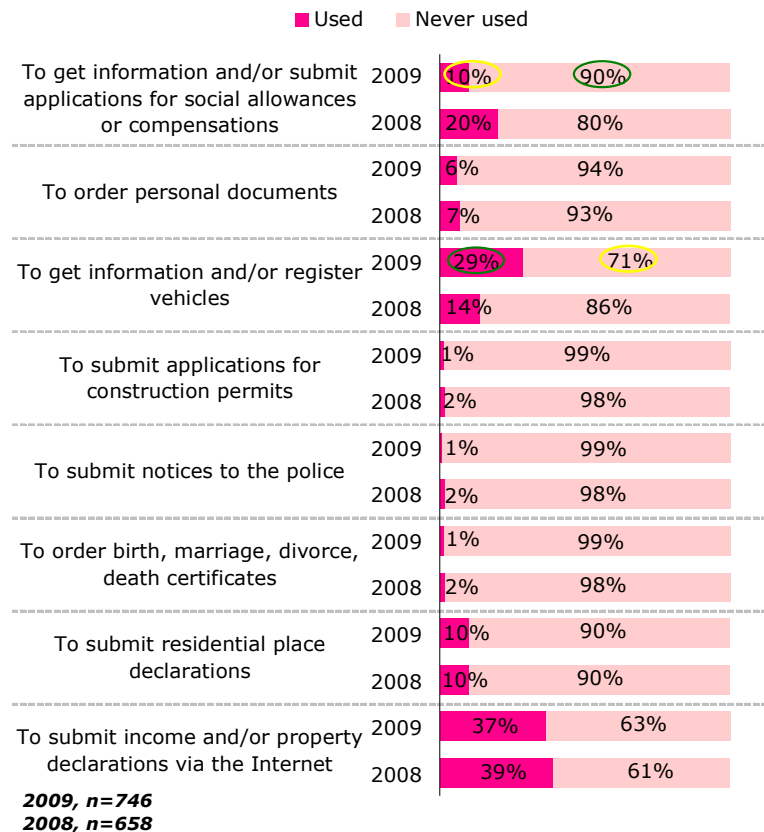 Used Never used
To get information and/or submit
applications for social allowances
or compensations
2009 10% 90%
2008 20% 80%
To order personal documents
2009 6% 94%
2008 7% 93%
To get information and/or register
vehicles
2009 29% 71%
2008 14% 86%
To submit applications for
construction permits
2009 1% 99%
2008 2% 98%
To submit notices to the police
2009 1% 99%
2008 2% 98%
To order birth, marriage, divorce,
death certificates
2009 1% 99%
2008 2% 98%
To submit residential place
declarations
2009 10% 90%
2008 10% 90%
To submit income and/or property
declarations via the Internet
2009 37% 63%
2008 39% 61%
2009, n=746
2008, n=658